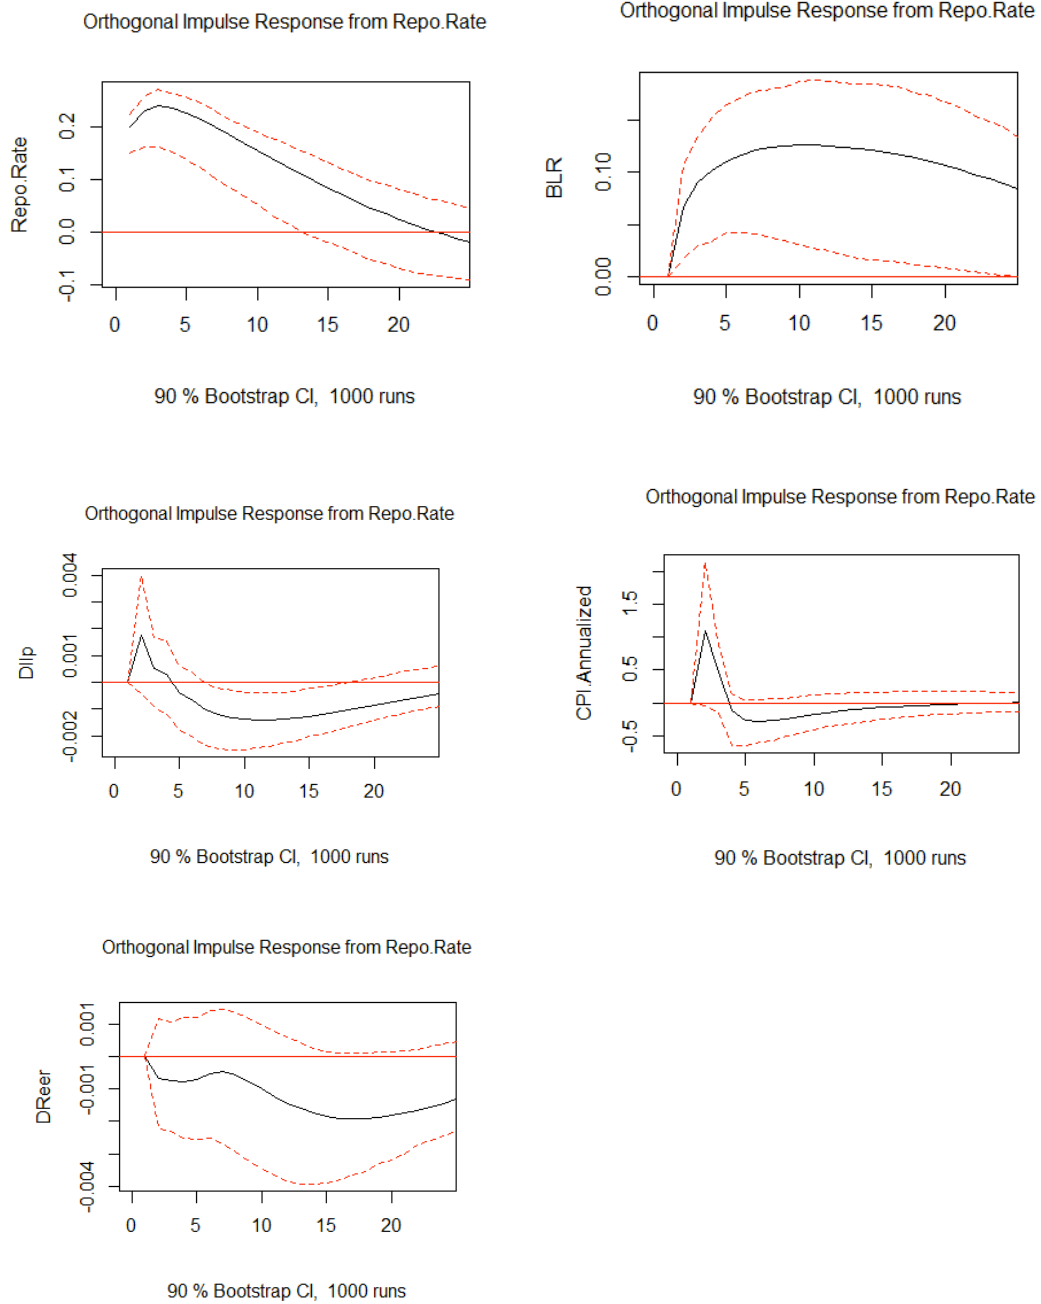 Orthogonal Impulse Response from Repo.Rate
Repo.Rate
0.2
0.1
0.0
-0.1
0 5 10 15 20
90 % Bootstrap CI, 1000 runs
Orthogonal Impulse Response from Repo.Rate
BLR
0.10
0.00
0 5 10 15 20
90 % Bootstrap CI, 1000 runs
Orthogonal Impulse Response from Repo.Rate
DIIp
0.004
0.001
-0.002
0 5 10 15 20
90 % Bootstrap CI, 1000 runs
Orthogonal Impulse Response from Repo.Rate
CPI.Annualized
1.5
0.5
-0.5
0 5 10 15 20
90 % Bootstrap CI, 1000 runs
Orthogonal Impulse Response from Repo.Rate
DReer
0.001
-0.001
-0.004
0 5 10 15 20
90 % Bootstrap CI, 1000 runs